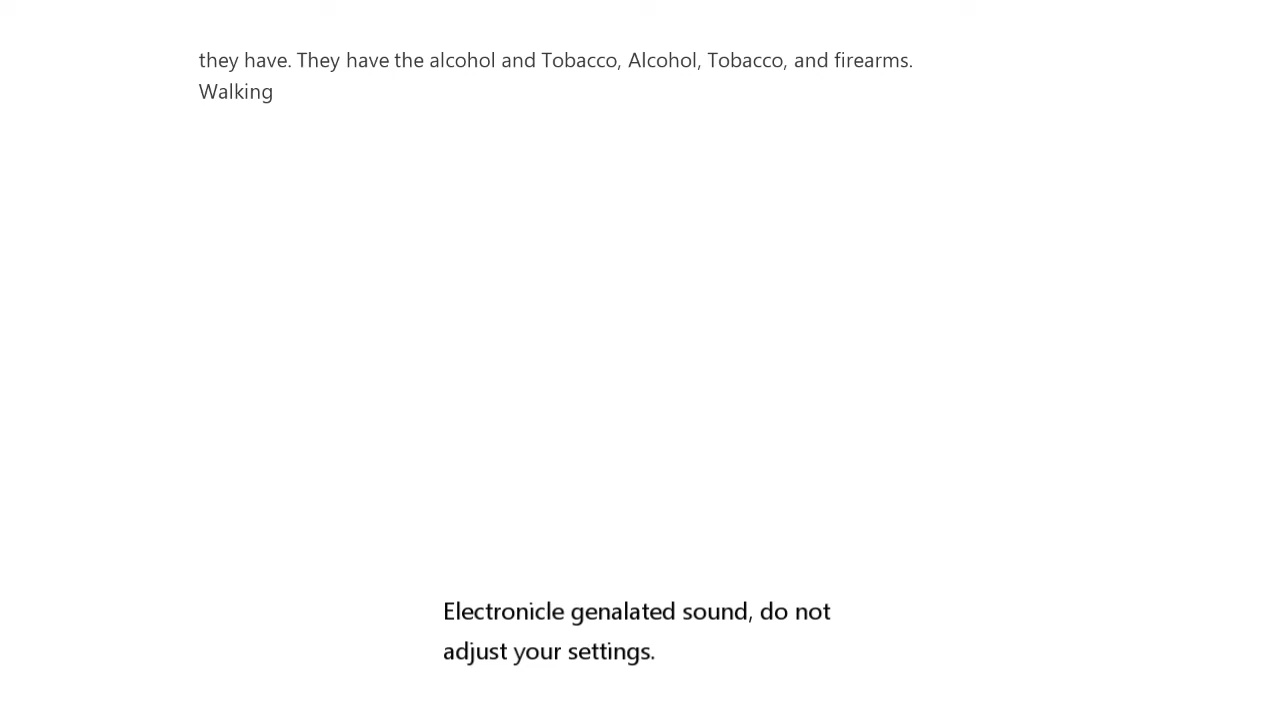 they have. They have the alcohol and Tobacco, Alcohol, Tobacco, and firearms.
Walking
Electronicle genalated sound, do not
adjust your settings.